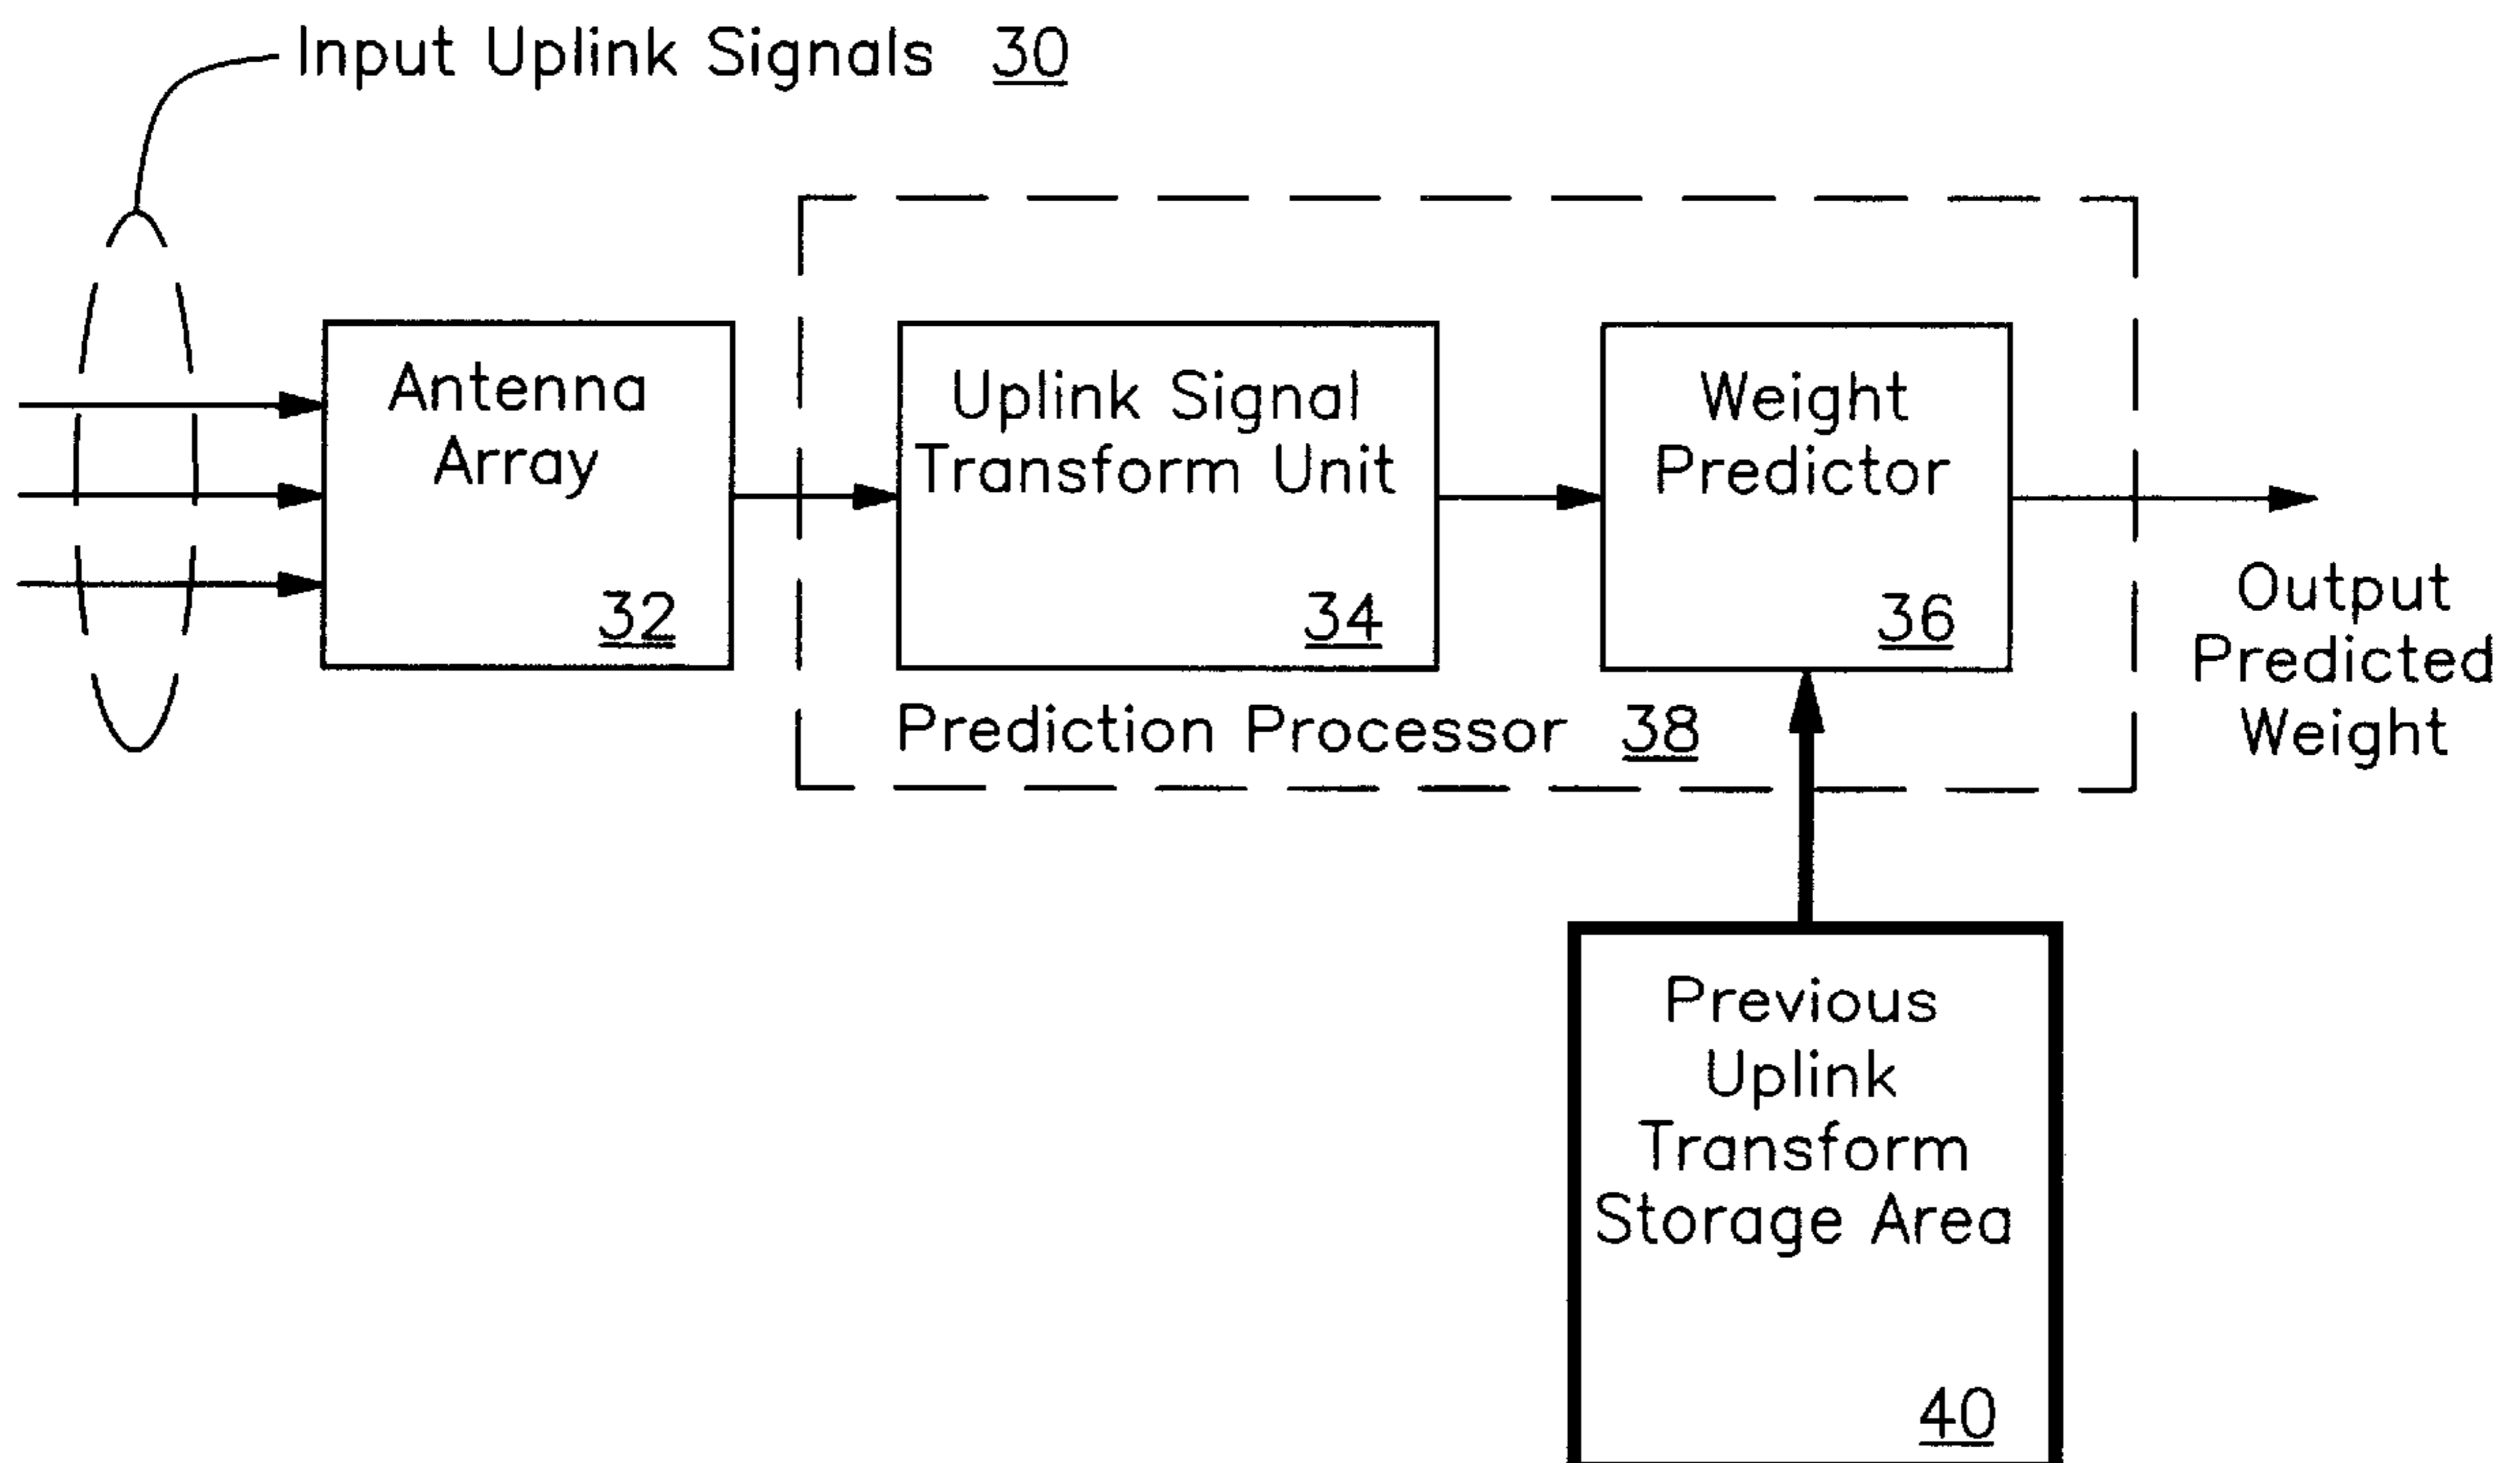 Input Uplink Signals 30
Antenna
Array
32
Uplink Signal
Transform Unit
34
Weight
Predictor
36
Prediction Processor 38
Output
Predicted
Weight
Previous
Uplink
Transform
Storage Area
40